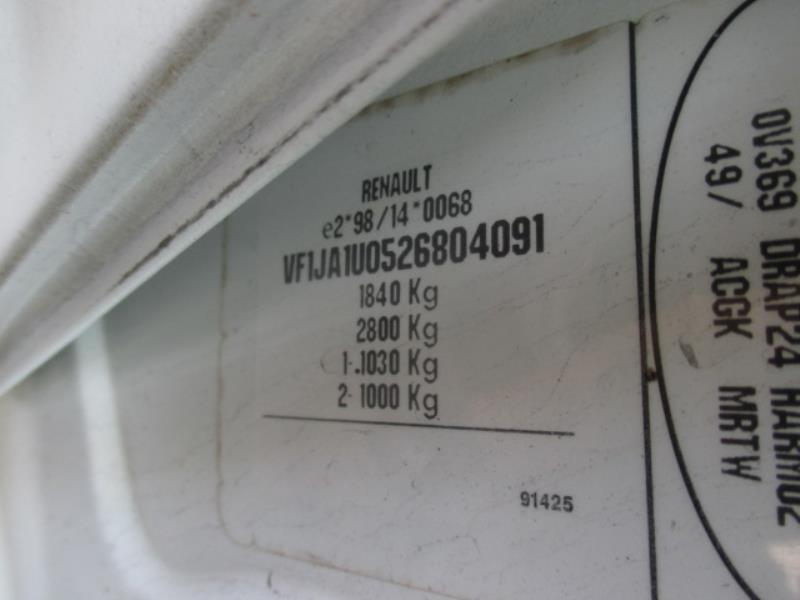 RENAULT
e2*98/14*0068
VF1JA1U0526804091
1840 Kg
2800 Kg
1-.1030 Kg
2- 1000 Kg
91425
0V369 DRAP24 HARM02
49/ ACGK MRTW